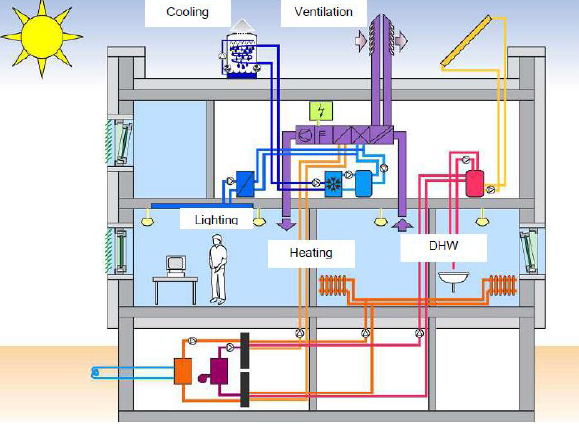 Cooling
Ventilation
F
Lighting
Heating
DHW